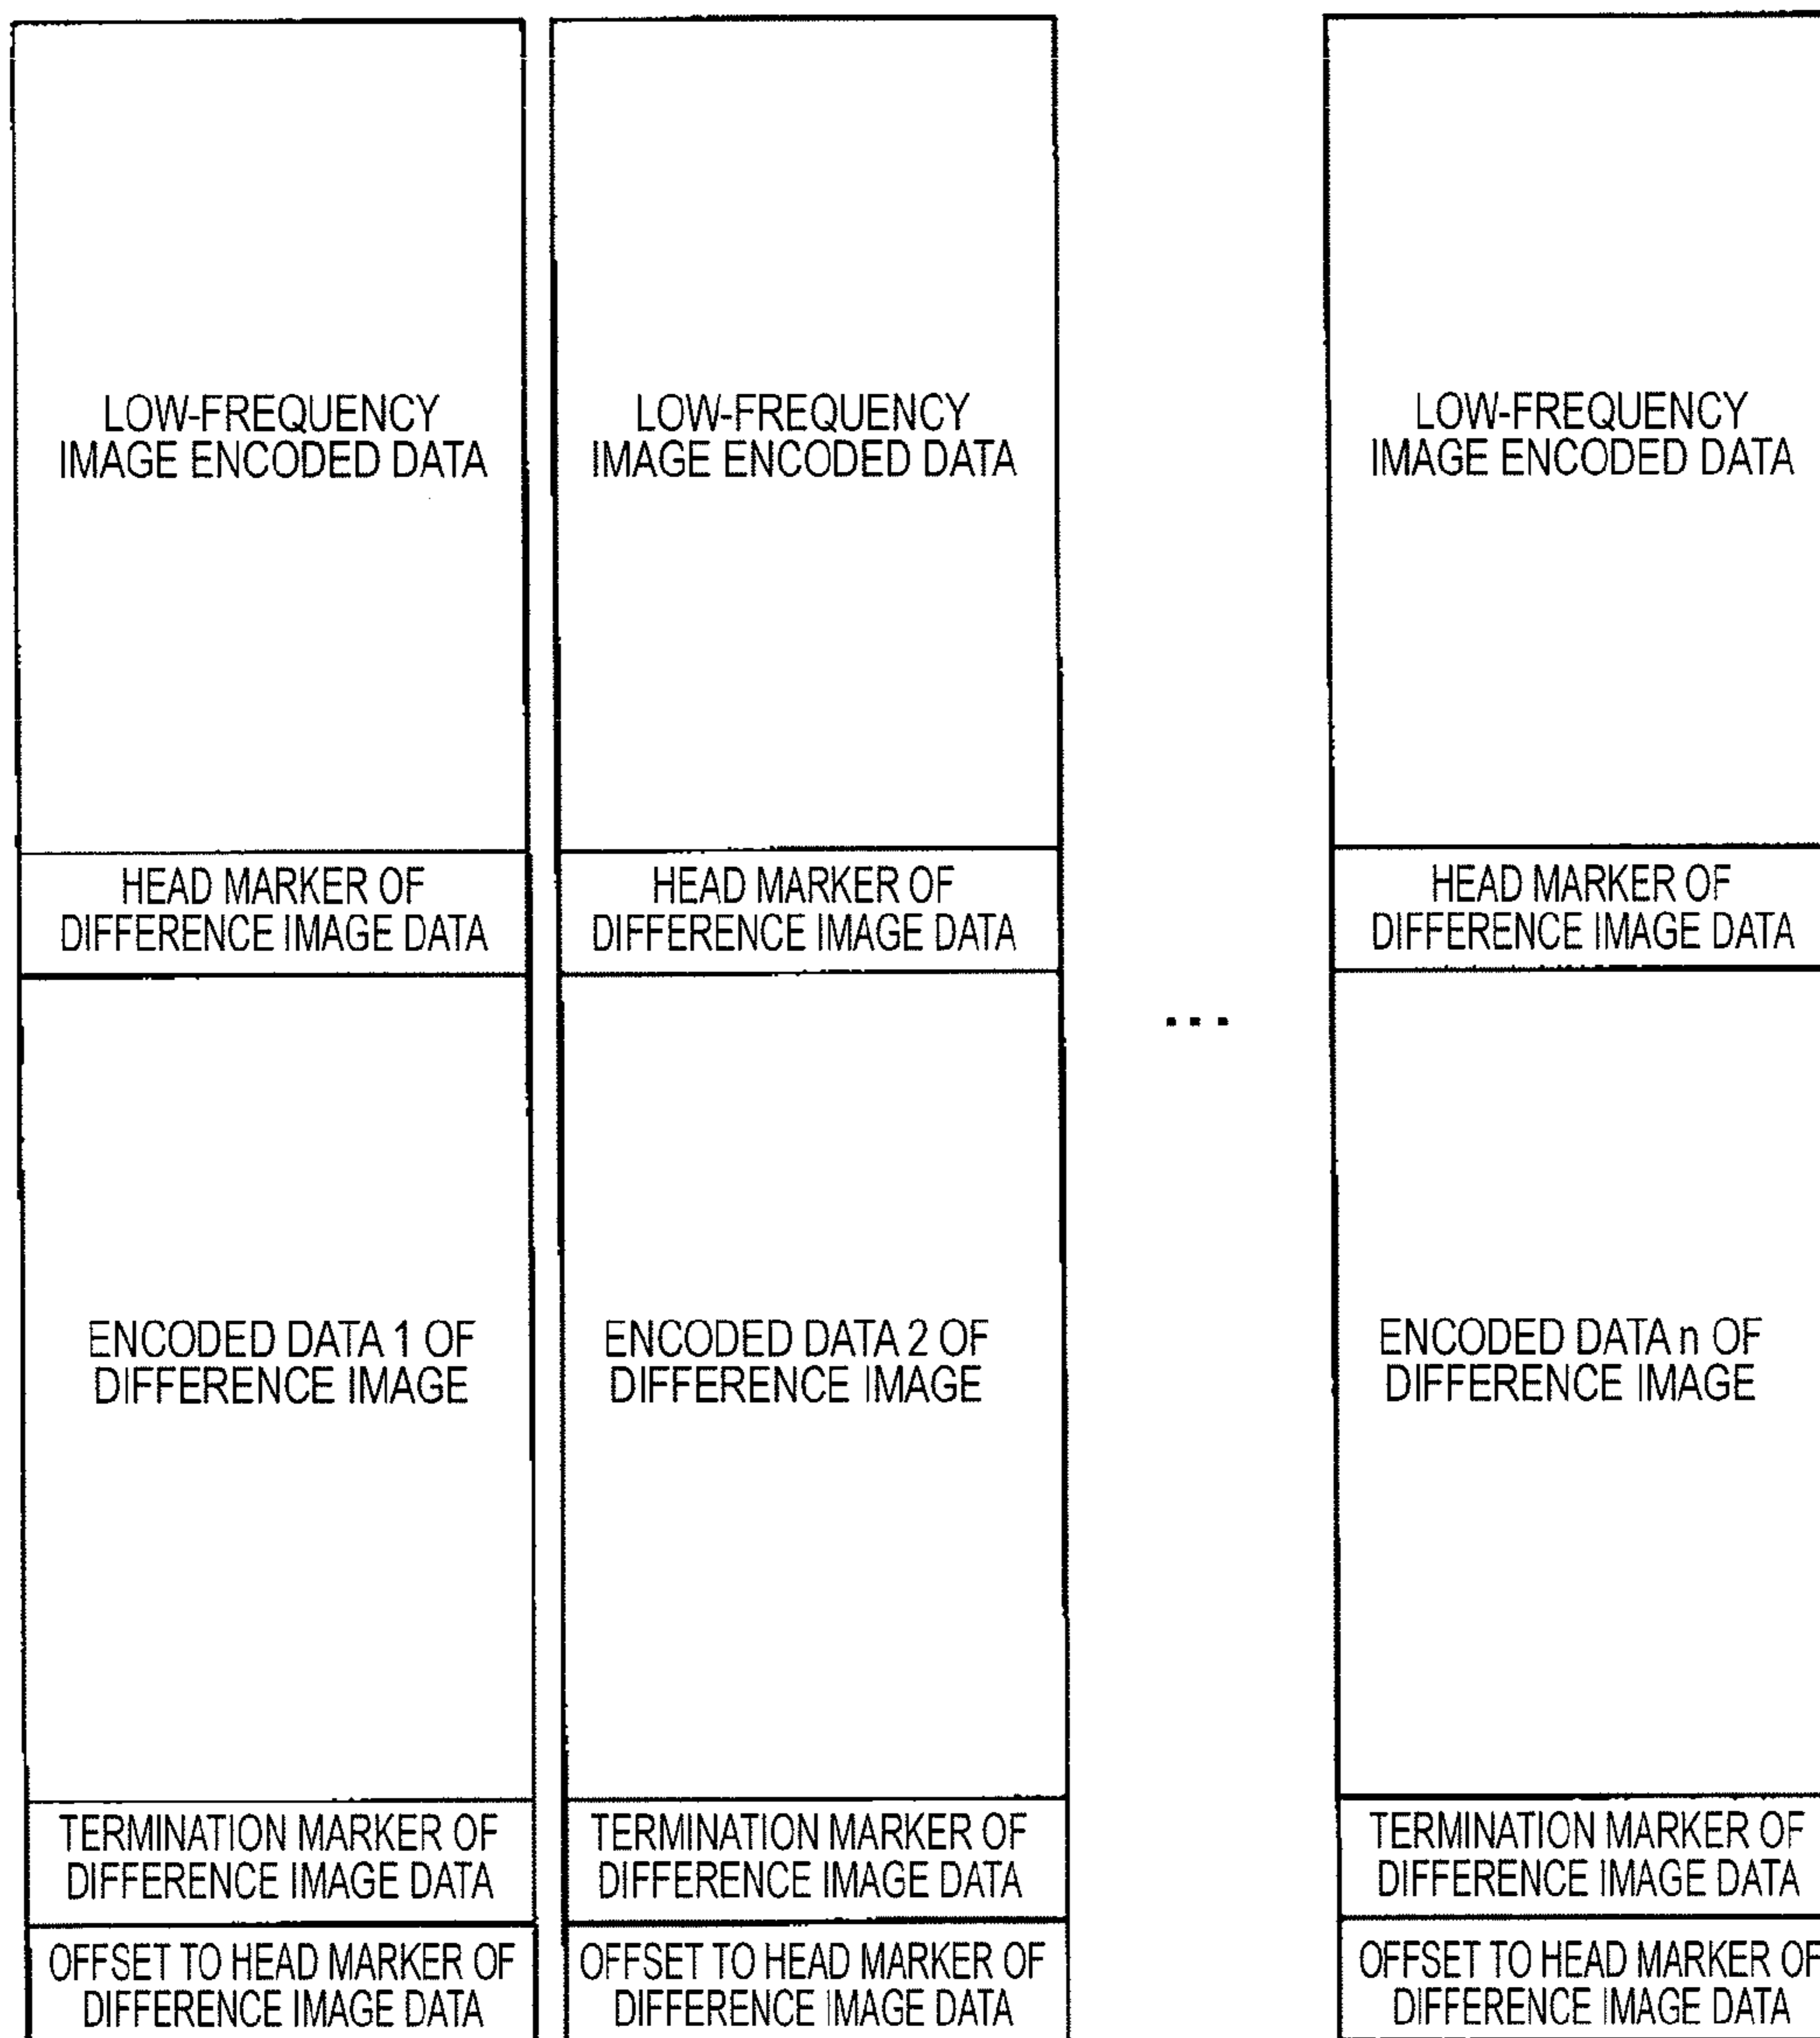 LOW-FREQUENCY
IMAGE ENCODED DATA
HEAD MARKER OF
DIFFERENCE IMAGE DATA
ENCODED DATA 1 OF
DIFFERENCE IMAGE
TERMINATION MARKER OF
DIFFERENCE IMAGE DATA
OFFSET TO HEAD MARKER OF
DIFFERENCE IMAGE DATA
LOW-FREQUENCY
IMAGE ENCODED DATA
HEAD MARKER OF
DIFFERENCE IMAGE DATA
ENCODED DATA 2 OF
DIFFERENCE IMAGE
TERMINATION MARKER OF
DIFFERENCE IMAGE DATA
OFFSET TO HEAD MARKER OF
DIFFERENCE IMAGE DATA
...
LOW-FREQUENCY
IMAGE ENCODED DATA
HEAD MARKER OF
DIFFERENCE IMAGE DATA
ENCODED DATA n OF
DIFFERENCE IMAGE
TERMINATION MARKER OF
DIFFERENCE IMAGE DATA
OFFSET TO HEAD MARKER OF
DIFFERENCE IMAGE DATA